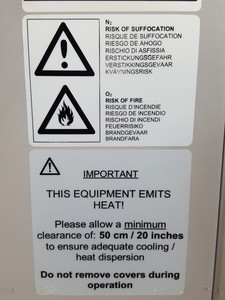 N₂
RISK OF SUFFOCATION
RISQUE DE SUFFOCATION
RIESGO DE AHOGO
RISCHIO DI ASFISSIA
ERSTICKUNGSGEFAHR
VERSTIKKINGSGEVAAR
KVÄVNINGSRISK
O₂
RISK OF FIRE
RISQUE D'INCENDIE
RIESGO DE INCENDIO
RISCHIO DI INCENDI
FEUERRISIKO
BRANDGEVAAR
BRANDFARA
IMPORTANT
THIS EQUIPMENT EMITS
HEAT!
Please allow a minimum
clearance of: 50 cm / 20 inches
to ensure adequate cooling /
heat dispersion
Do not remove covers during
operation